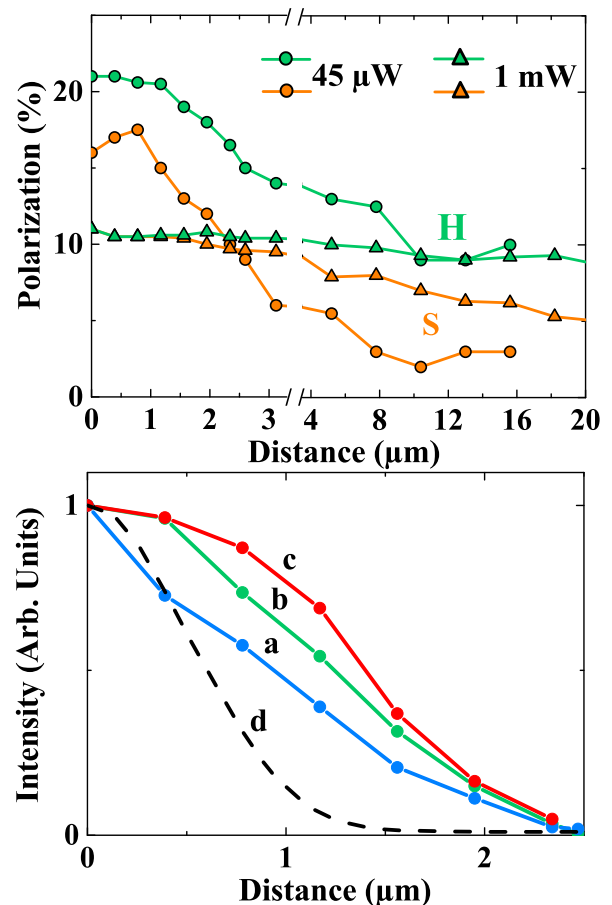 45 μW 1 mW
20
10
0
Polarization (%)
H
S
0 1 2 3 4 8 12 16 20
Distance (μm)
1
0
Intensity (Arb. Units)
c
b
a
d
0 1 2
Distance (μm)